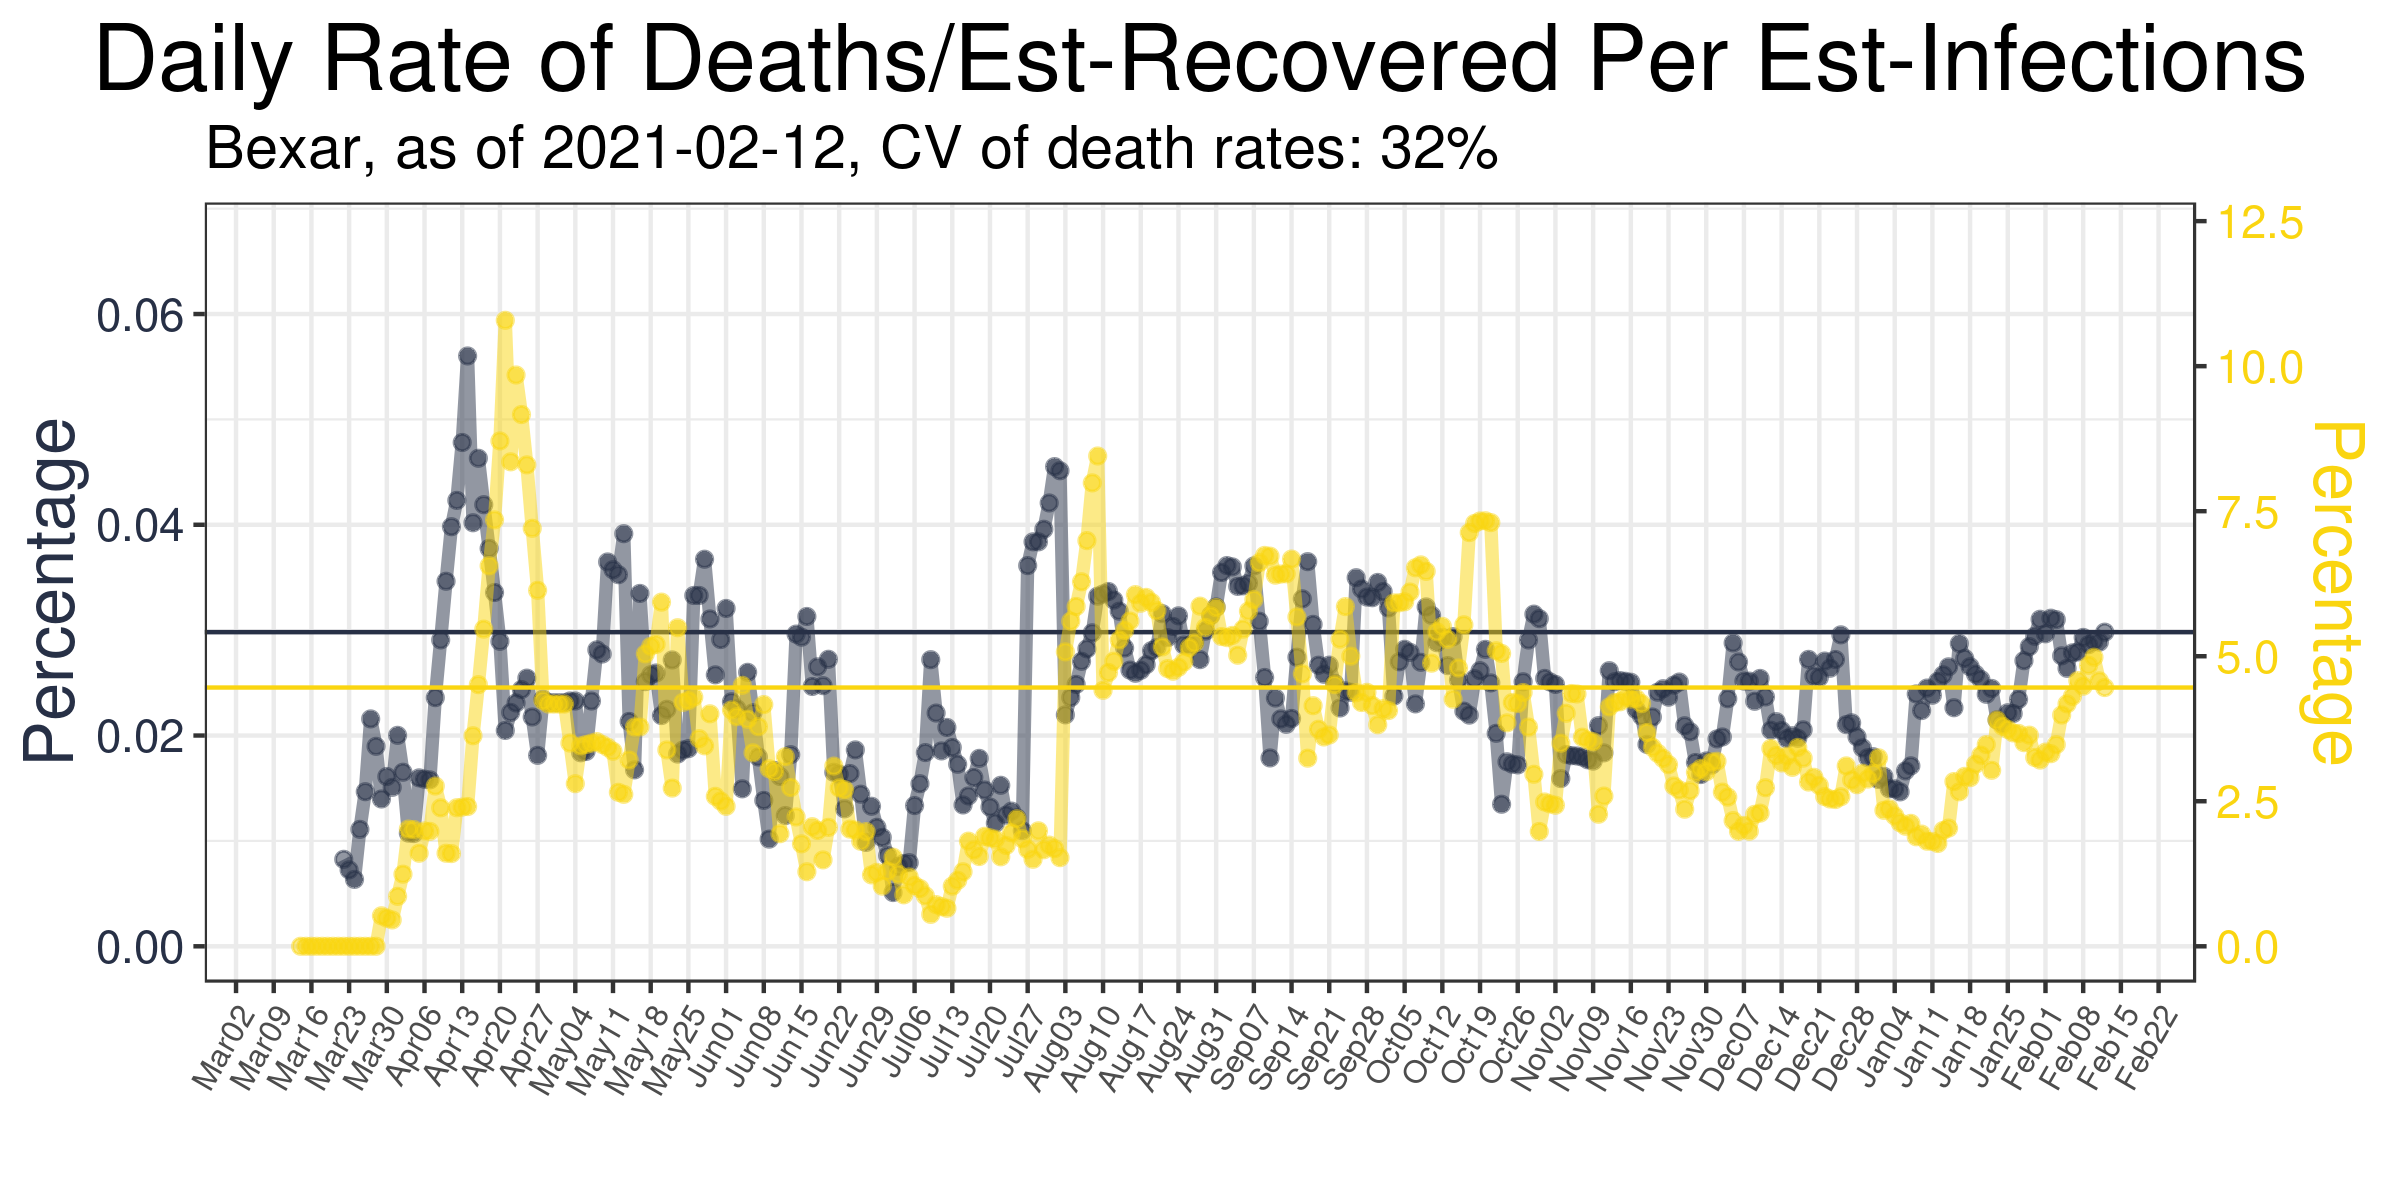 Daily Rate of Deaths/Est-Recovered Per Est-Infections
Bexar, as of 2021-02-12, CV of death rates: 32%
Percentage
0.06
0.04
0.02
0.00
12.5
10.0
7.5
5.0
2.5
0.0
Percentage
Mar02
Mar09
Mar16
Mar23
Mar30
Apr06
Apr13
Apr20
Apr27
May04
May11
May18
May25
Jun01
Jun08
Jun15
Jun22
Jun29
Jul06
Jul13
Jul20
Jul27
Aug03
Aug10
Aug17
Aug24
Aug31
Sep07
Sep14
Sep21
Sep28
Oct05
Oct12
Oct19
Oct26
Nov02
Nov09
Nov16
Nov23
Nov30
Dec07
Dec14
Dec21
Dec28
Jan04
Jan11
Jan18
Jan25
Feb01
Feb08
Feb15
Feb22